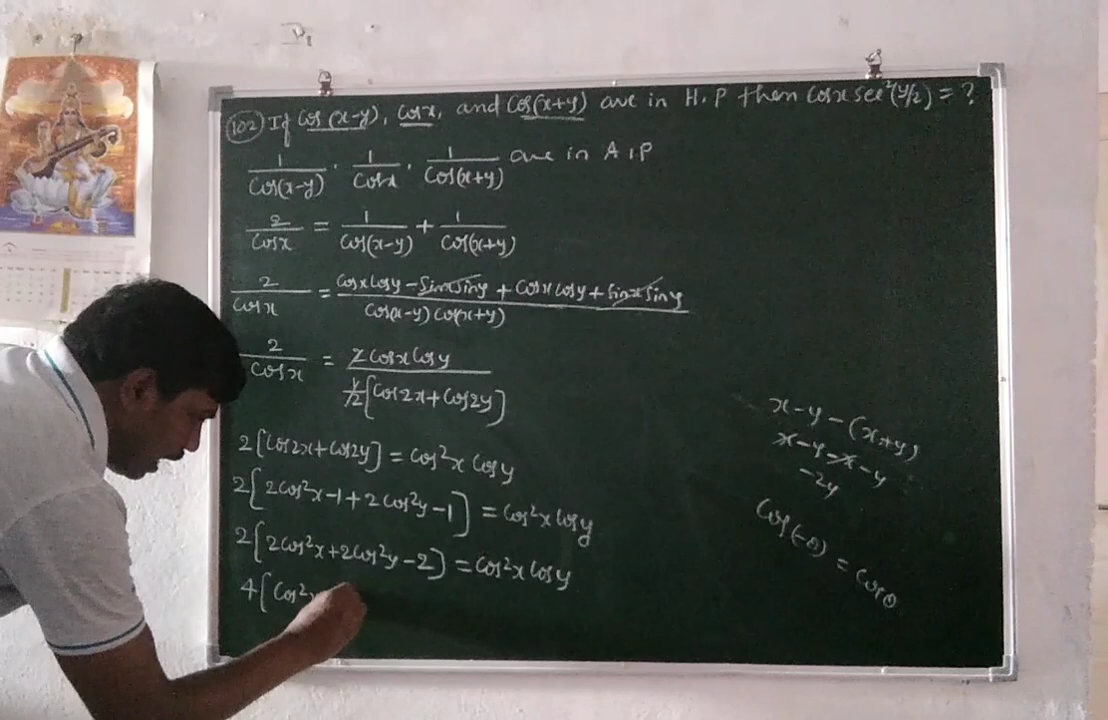 (102) If cos(x-y), cosx, and cos(x+y) are in H.P then cosx sec²(y/2) = ?
1/cos(x-y), 1/cosx, 1/cos(x+y) are in A.P
2/cosx = 1/cos(x-y) + 1/cos(x+y)
2/cosx = (cosx cosy - sinx siny + cosx cosy + sinx siny)/(cos(x-y) cos(x+y))
2/cosx = 2cosx cosy/(1/2[cos2x+cos2y])
2[cos2x+cos2y] = cos²x cosy
2[2cos²x-1+2cos²y-1] = cos²x cosy
2[2cos²x+2cos²y-2] = cos²x cosy
4[cos²x
x-y-(x+y)
x-y-x-y
-2y
cos(-θ) = cosθ